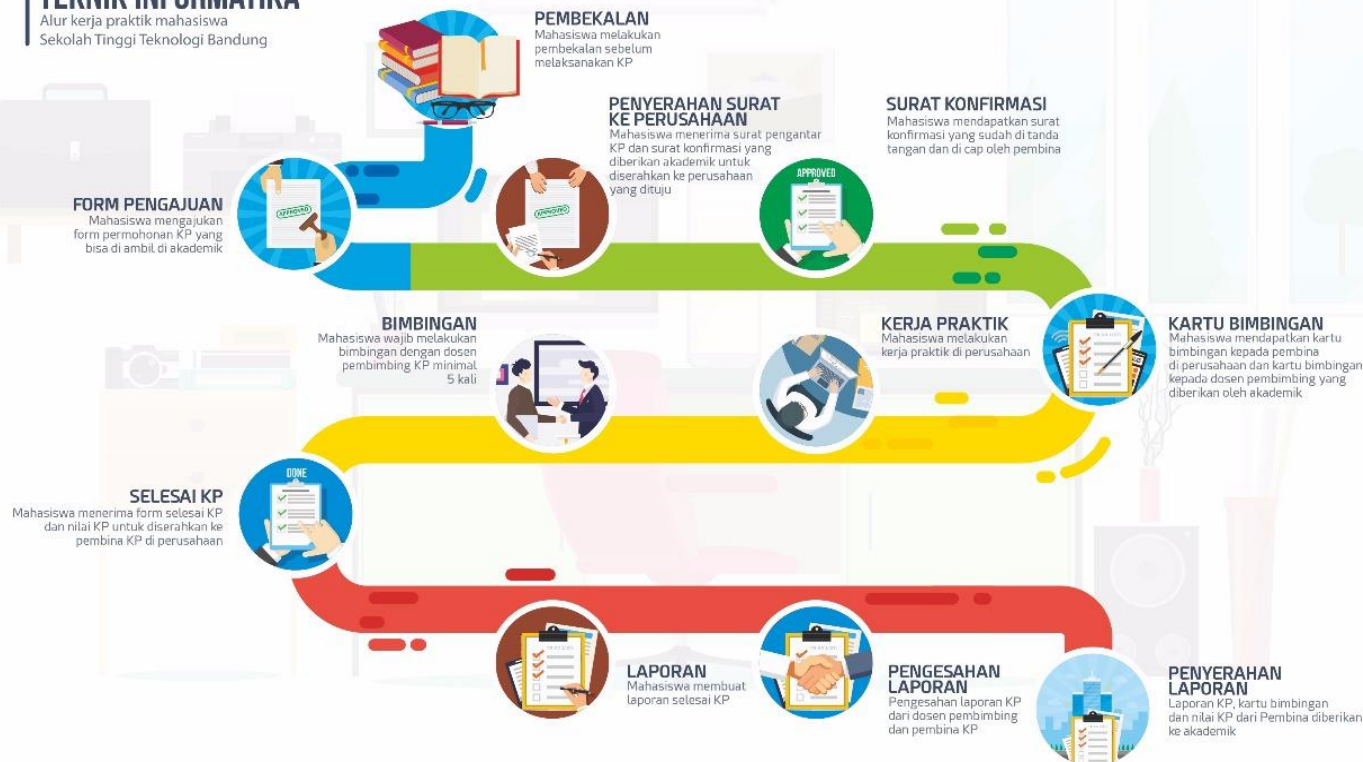 TEKNIK INFORMATIKA
Alur kerja praktik mahasiswa
Sekolah Tinggi Teknologi Bandung
PEMBEKALAN
Mahasiswa melakukan
pembekalan sebelum
melaksanakan KP
FORM PENGAJUAN
Mahasiswa mengajukan
form permohonan KP yang
bisa di ambil di akademik
APPROVED
PENYERAHAN SURAT
KE PERUSAHAAN
Mahasiswa menerima surat pengantar
KP dan surat konfirmasi yang
diberikan akademik untuk
diserahkan ke perusahaan
yang dituju
APPROVED
SURAT KONFIRMASI
Mahasiswa mendapatkan surat
konfirmasi yang sudah di tanda
tangan dan di cap oleh pembina
APPROVED
KARTU BIMBINGAN
Mahasiswa mendapatkan kartu
bimbingan kepada pembina
di perusahaan dan kartu bimbingan
kepada dosen pembimbing yang
diberikan oleh akademik
KERJA PRAKTIK
Mahasiswa melakukan
kerja praktik di perusahaan
BIMBINGAN
Mahasiswa wajib melakukan
bimbingan dengan dosen
pembimbing KP minimal
5 kali
DONE
SELESAI KP
Mahasiswa menerima form selesai KP
dan nilai KP untuk diserahkan ke
pembina KP di perusahaan
LAPORAN
Mahasiswa membuat
laporan selesai KP
PENGESAHAN
LAPORAN
Pengesahan laporan KP
dari dosen pembimbing
dan pembina KP
PENYERAHAN
LAPORAN
Laporan KP, kartu bimbingan
dan nilai KP dari Pembina diberikan
ke akademik